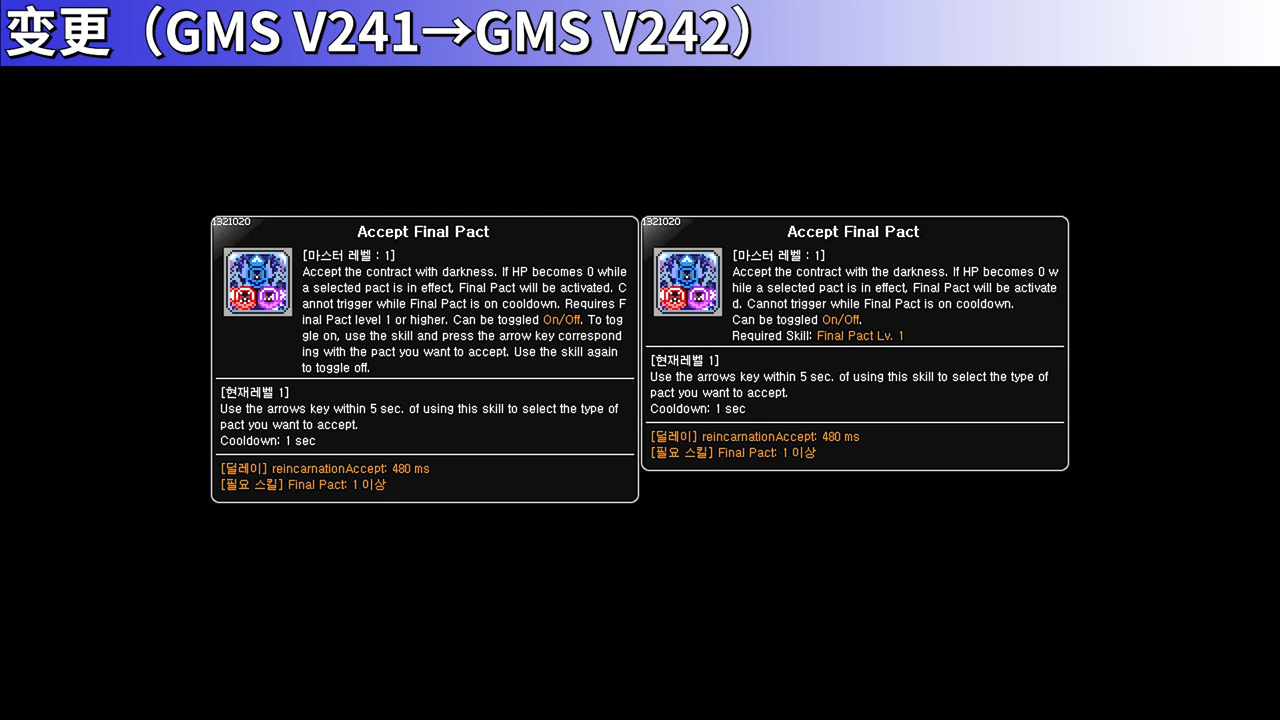 变更（GMS V241→GMS V242）
1321020
Accept Final Pact
[마스터 레벨 : 1]
Accept the contract with darkness. If HP becomes 0 while
a selected pact is in effect, Final Pact will be activated. C
annot trigger while Final Pact is on cooldown. Requires F
inal Pact level 1 or higher. Can be toggled On/Off. To tog
gle on, use the skill and press the arrow key correspond
ing with the pact you want to accept. Use the skill again
to toggle off.
[현재레벨 1]
Use the arrows key within 5 sec. of using this skill to select the type of
pact you want to accept.
Cooldown: 1 sec
[딜레이] reincarnationAccept: 480 ms
[필요 스킬] Final Pact: 1 이상
1321020
Accept Final Pact
[마스터 레벨 : 1]
Accept the contract with the darkness. If HP becomes 0 w
hile a selected pact is in effect, Final Pact will be activate
d. Cannot trigger while Final Pact is on cooldown.
Can be toggled On/Off.
Required Skill: Final Pact Lv. 1
[현재레벨 1]
Use the arrows key within 5 sec. of using this skill to select the type of
pact you want to accept.
Cooldown: 1 sec
[딜레이] reincarnationAccept: 480 ms
[필요 스킬] Final Pact: 1 이상